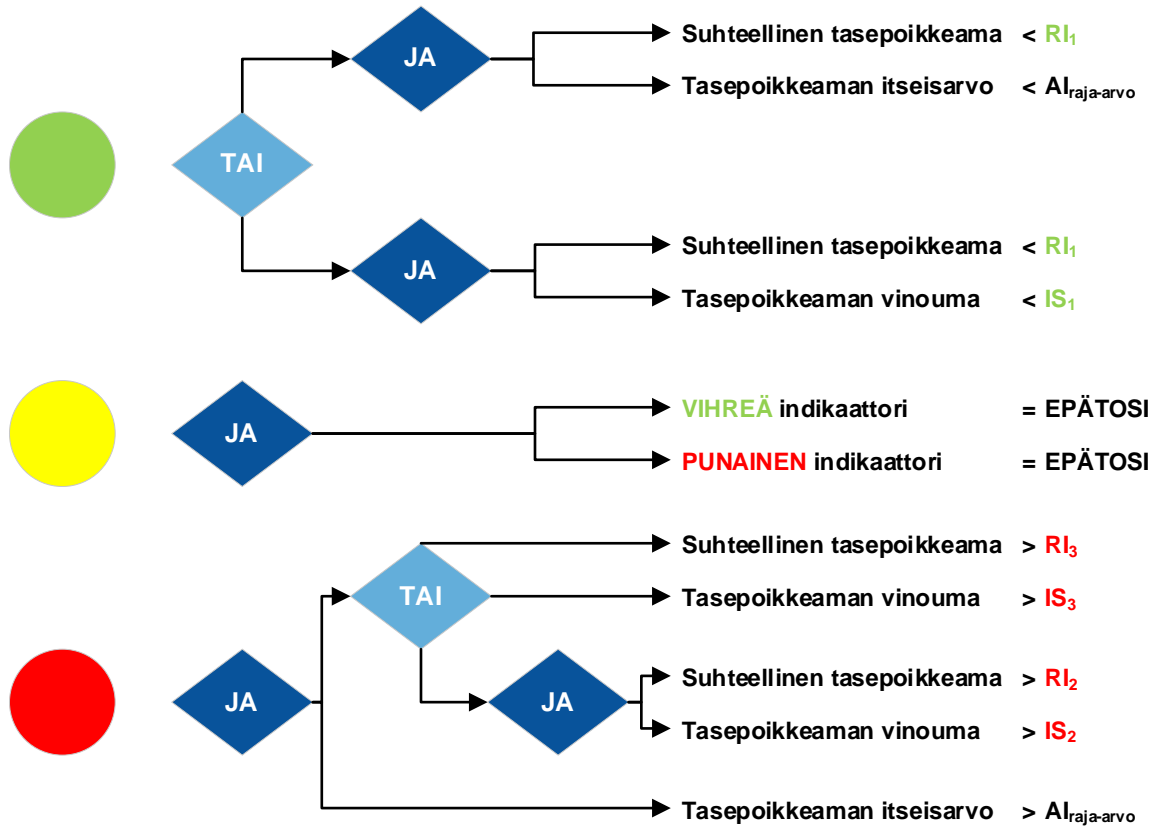 JA
Suhteellinen tasepoikkeama < RI₁
Tasepoikkeaman itseisarvo < AIraja-arvo
TAI
JA
Suhteellinen tasepoikkeama < RI₁
Tasepoikkeaman vinouma < IS₁
JA
VIHREÄ indikaattori = EPÄTOSI
PUNAINEN indikaattori = EPÄTOSI
TAI
Suhteellinen tasepoikkeama > RI₃
Tasepoikkeaman vinouma > IS₃
JA
JA
Suhteellinen tasepoikkeama > RI₂
Tasepoikkeaman vinouma > IS₂
Tasepoikkeaman itseisarvo > AIraja-arvo